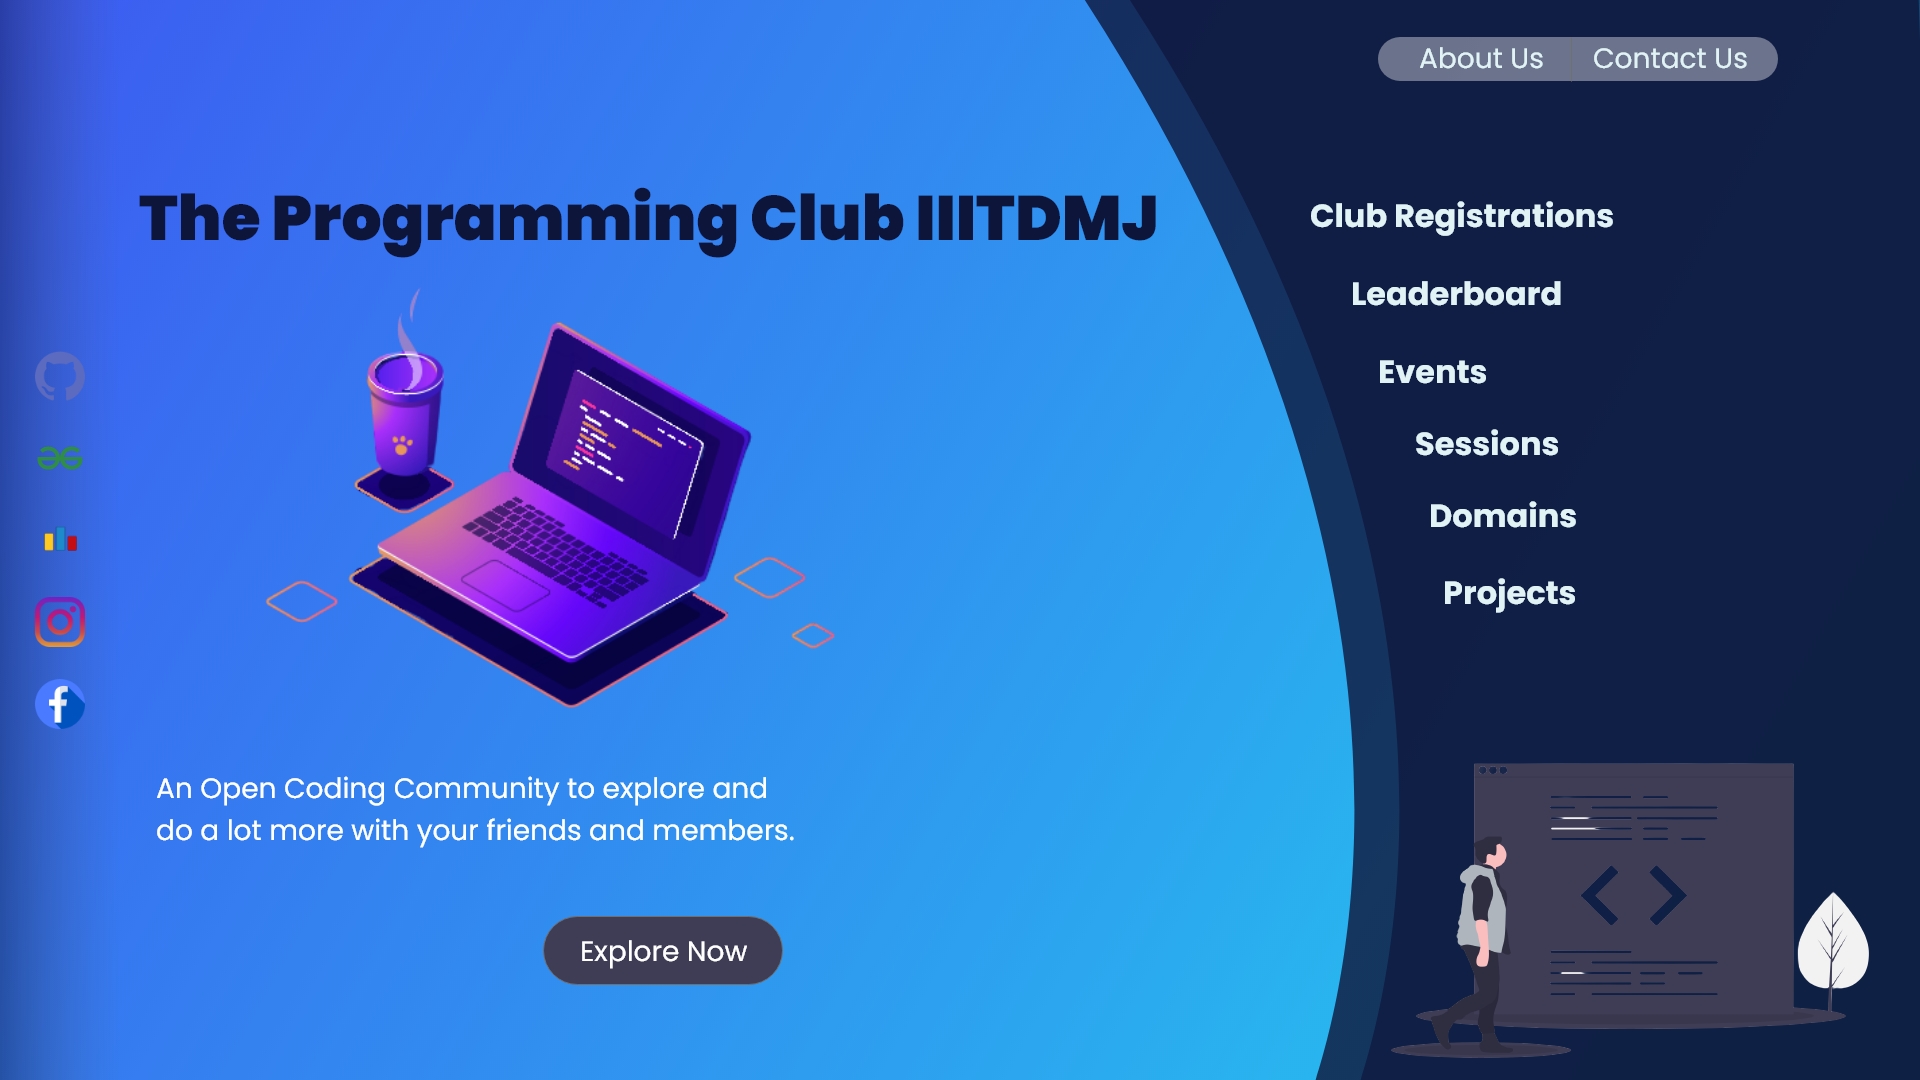 About Us
Contact Us
The Programming Club IIITDMJ
Club Registrations
Leaderboard
Events
Sessions
Domains
Projects
An Open Coding Community to explore and
do a lot more with your friends and members.
Explore Now